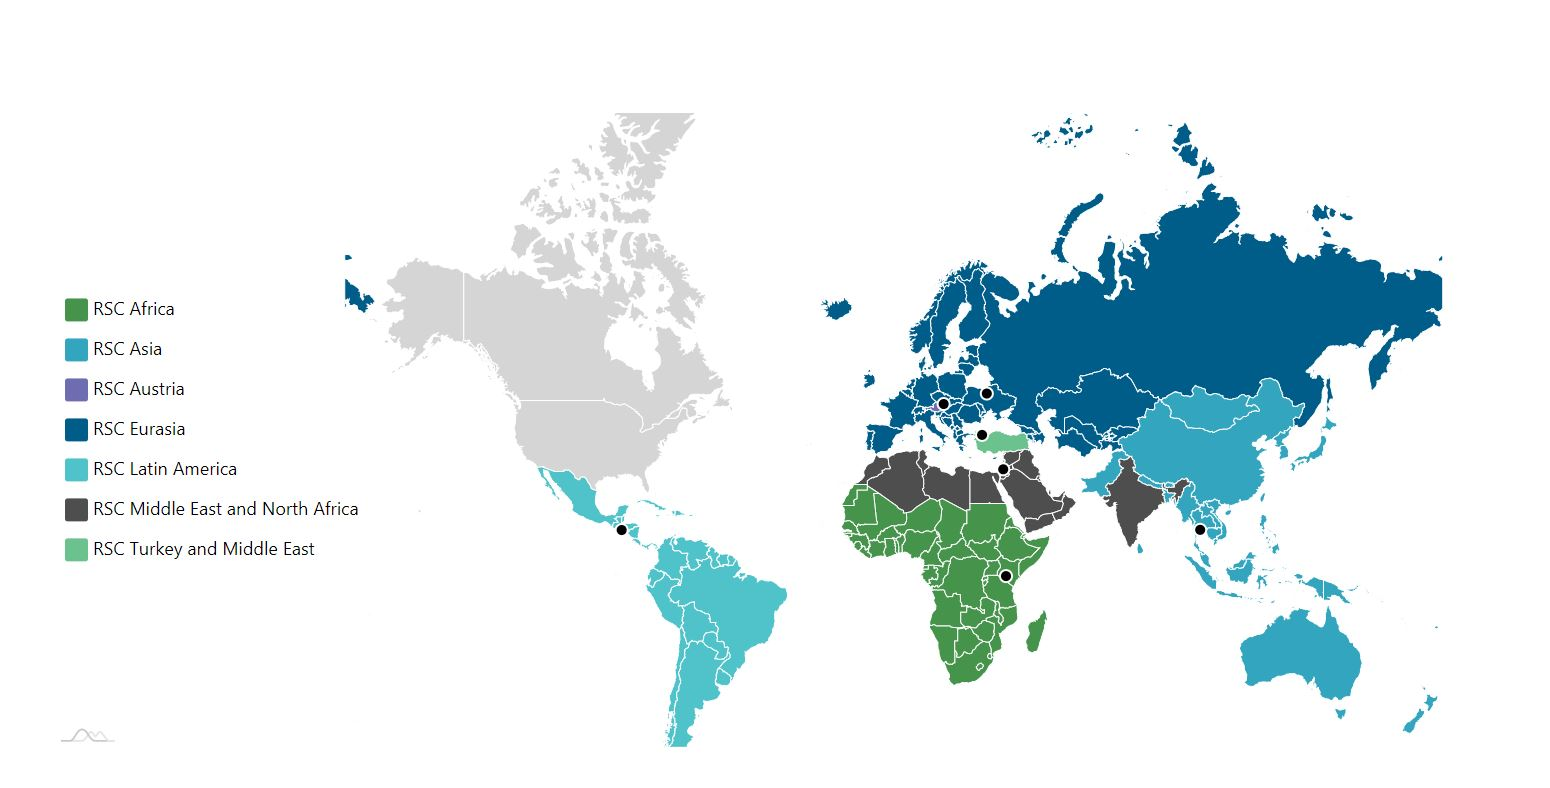 RSC Africa
RSC Asia
RSC Austria
RSC Eurasia
RSC Latin America
RSC Middle East and North Africa
RSC Turkey and Middle East